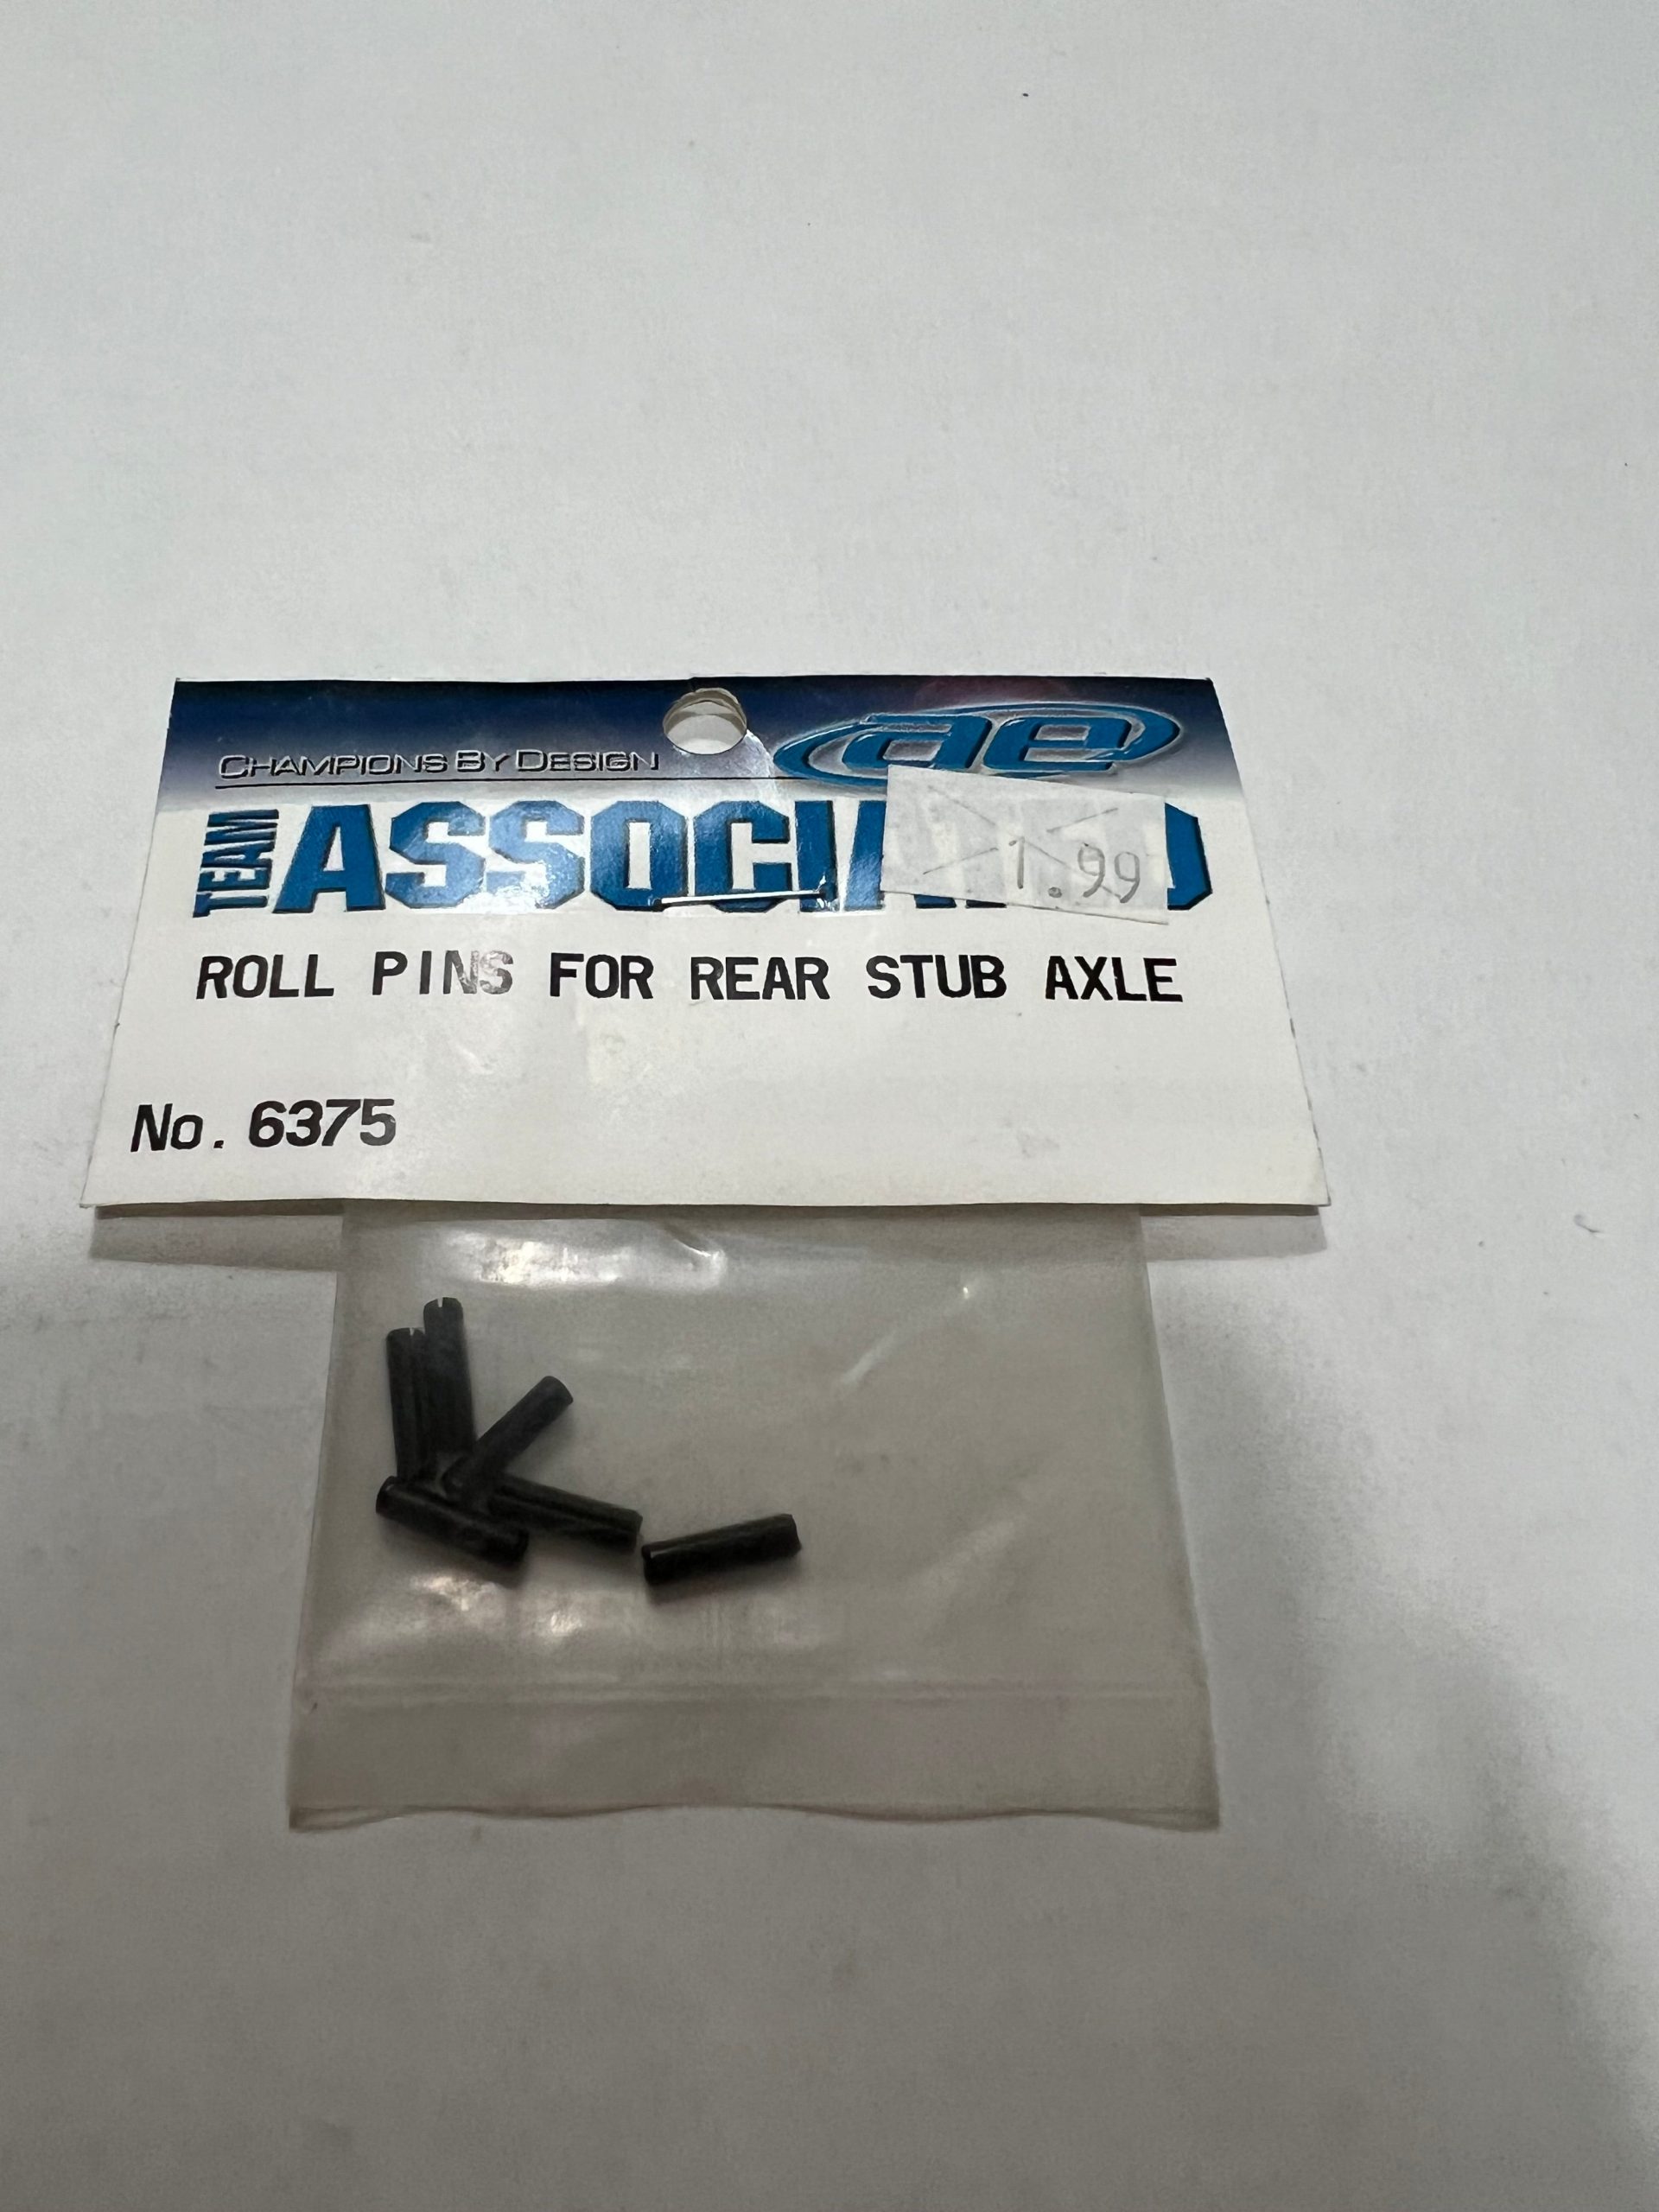 CHAMPIONS BY DESIGN
ae
TEAM
1.99
ROLL PINS FOR REAR STUB AXLE
No. 6375